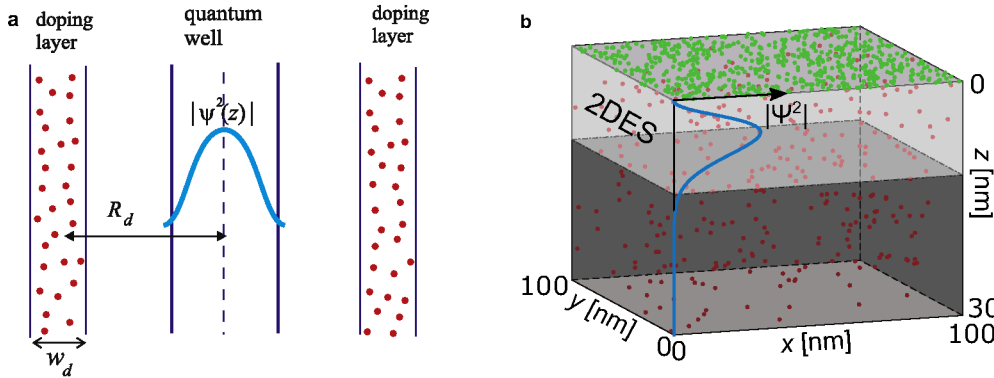 a
doping
layer
quantum
well
doping
layer
|ψ²(z)|
R_d
w_d
b
2DES
|Ψ²|
0
z [nm]
30
100
y [nm]
0
0
x [nm]
100